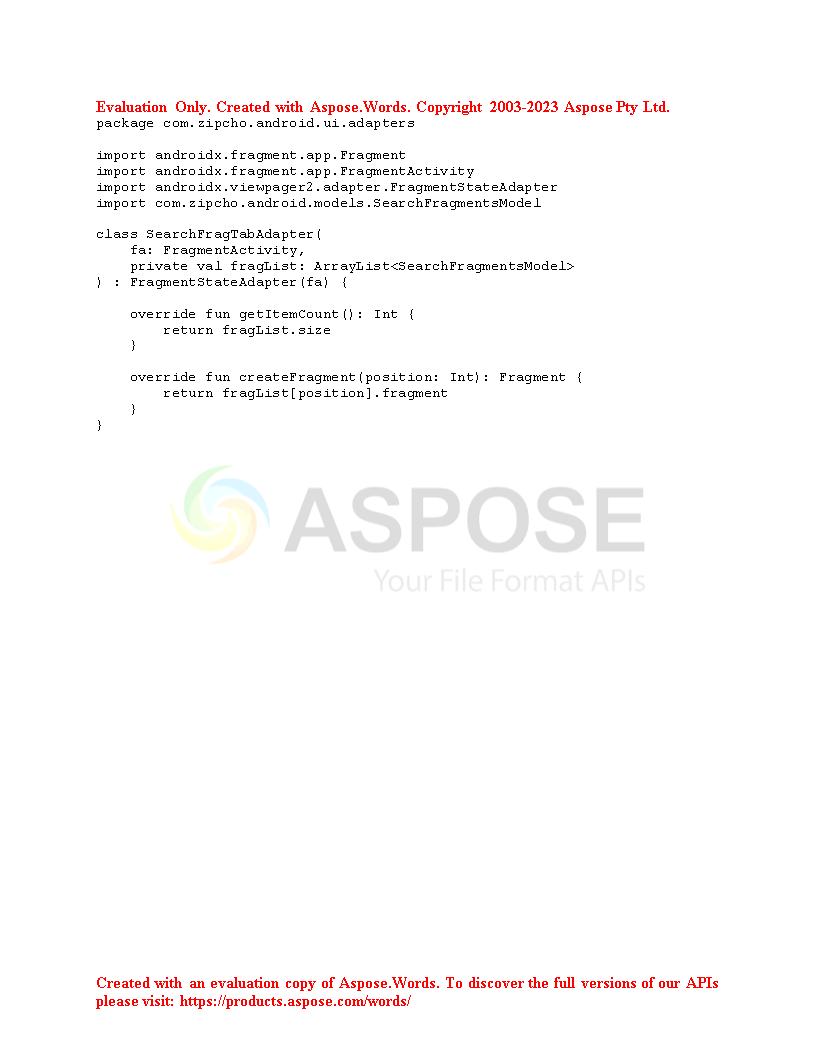 Evaluation Only. Created with Aspose.Words. Copyright 2003-2023 Aspose Pty Ltd.
package com.zipcho.android.ui.adapters

import androidx.fragment.app.Fragment
import androidx.fragment.app.FragmentActivity
import androidx.viewpager2.adapter.FragmentStateAdapter
import com.zipcho.android.models.SearchFragmentsModel

class SearchFragTabAdapter(
    fa: FragmentActivity,
    private val fragList: ArrayList<SearchFragmentsModel>
) : FragmentStateAdapter(fa) {

    override fun getItemCount(): Int {
        return fragList.size
    }

    override fun createFragment(position: Int): Fragment {
        return fragList[position].fragment
    }
}
ASPOSE
Your File Format APIs
Created with an evaluation copy of Aspose.Words. To discover the full versions of our APIs
please visit: https://products.aspose.com/words/